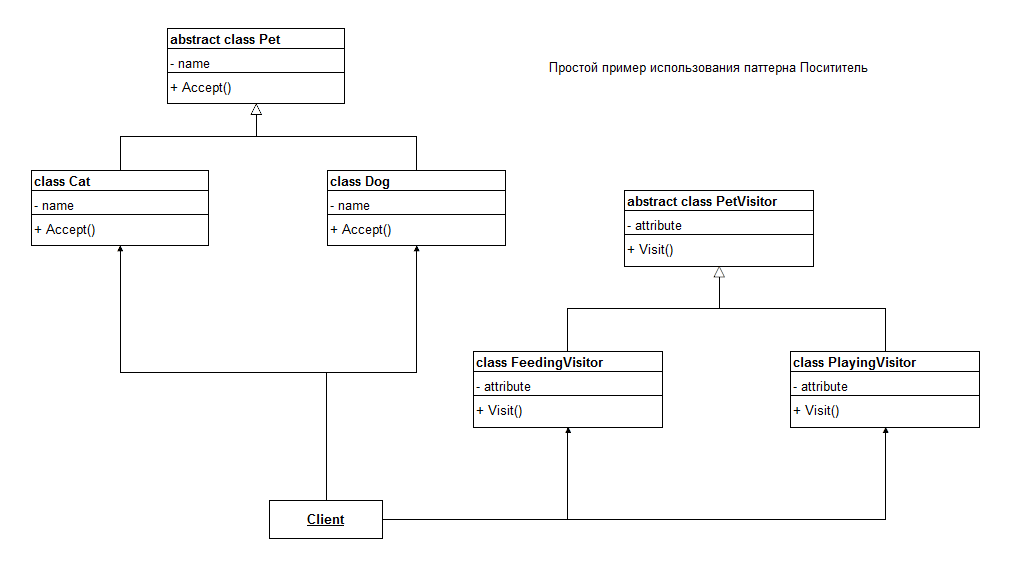 abstract class Pet
- name
+ Accept()
Простой пример использования паттерна Поситител​ь
class Cat
- name
+ Accept()
class Dog
- name
+ Accept()
abstract class PetVisitor
- attribute
+ Visit()
class FeedingVisitor
- attribute
+ Visit()
class PlayingVisitor
- attribute
+ Visit()
Client